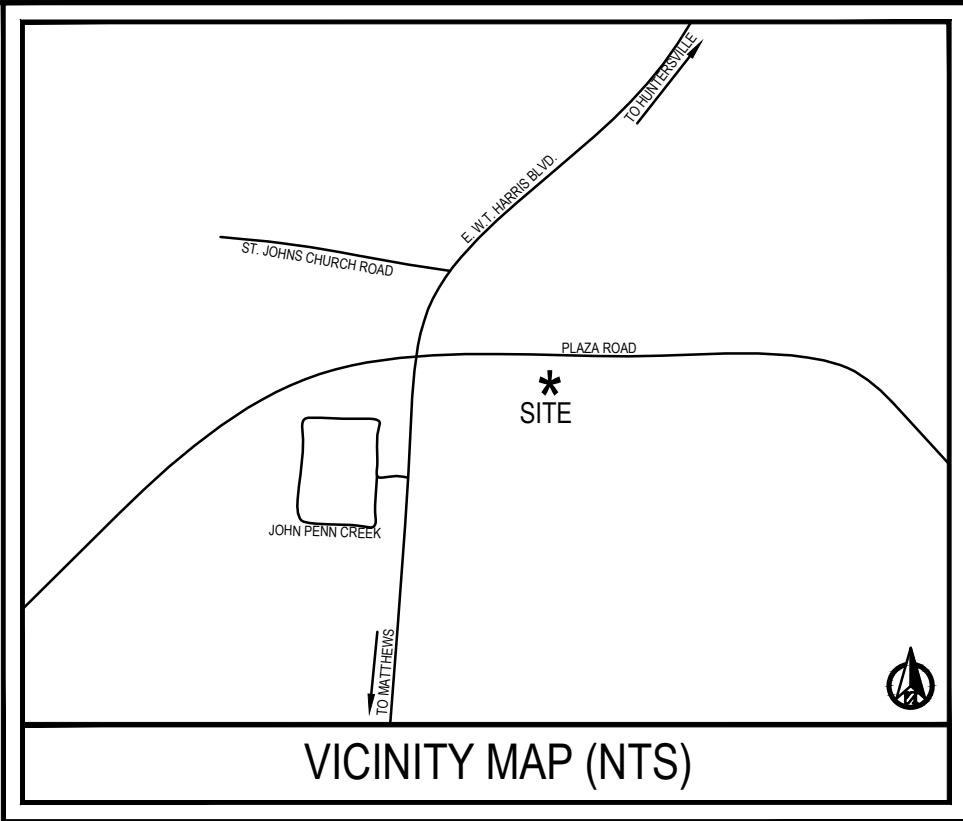 TO HUNTERSVILLE
E. W.T. HARRIS BLVD.
ST. JOHNS CHURCH ROAD
PLAZA ROAD
*
SITE
JOHN PENN CREEK
TO MATTHEWS
VICINITY MAP (NTS)